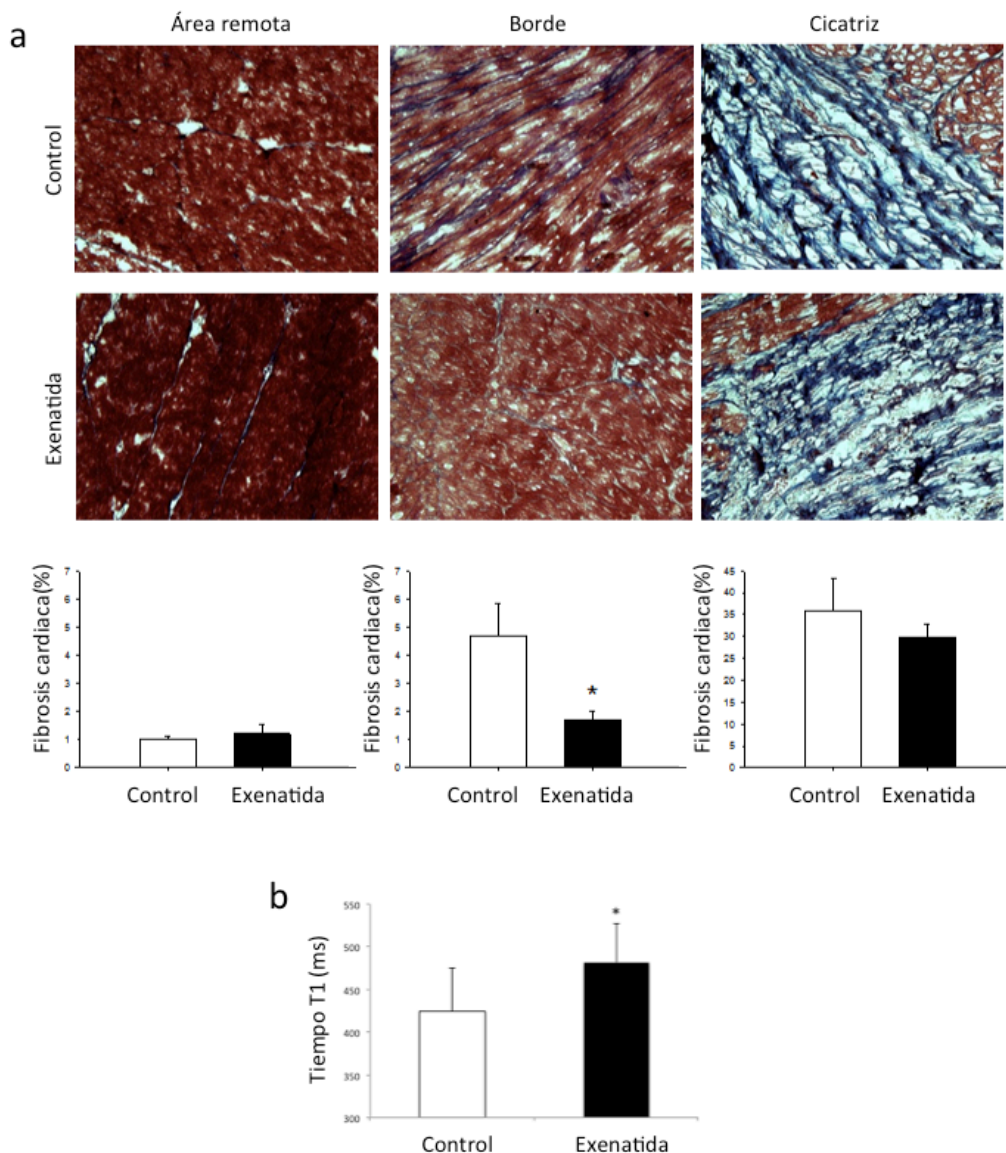 a
Área remota
Borde
Cicatriz
Control
Exenatida
Fibrosis cardiaca(%)
7
6
5
4
3
2
1
0
Control
Exenatida
Fibrosis cardiaca(%)
7
6
5
4
3
2
1
0
*
Control
Exenatida
Fibrosis cardiaca(%)
45
40
35
30
25
20
15
10
5
0
Control
Exenatida
b
Tiempo T1 (ms)
550
500
450
400
350
300
*
Control
Exenatida